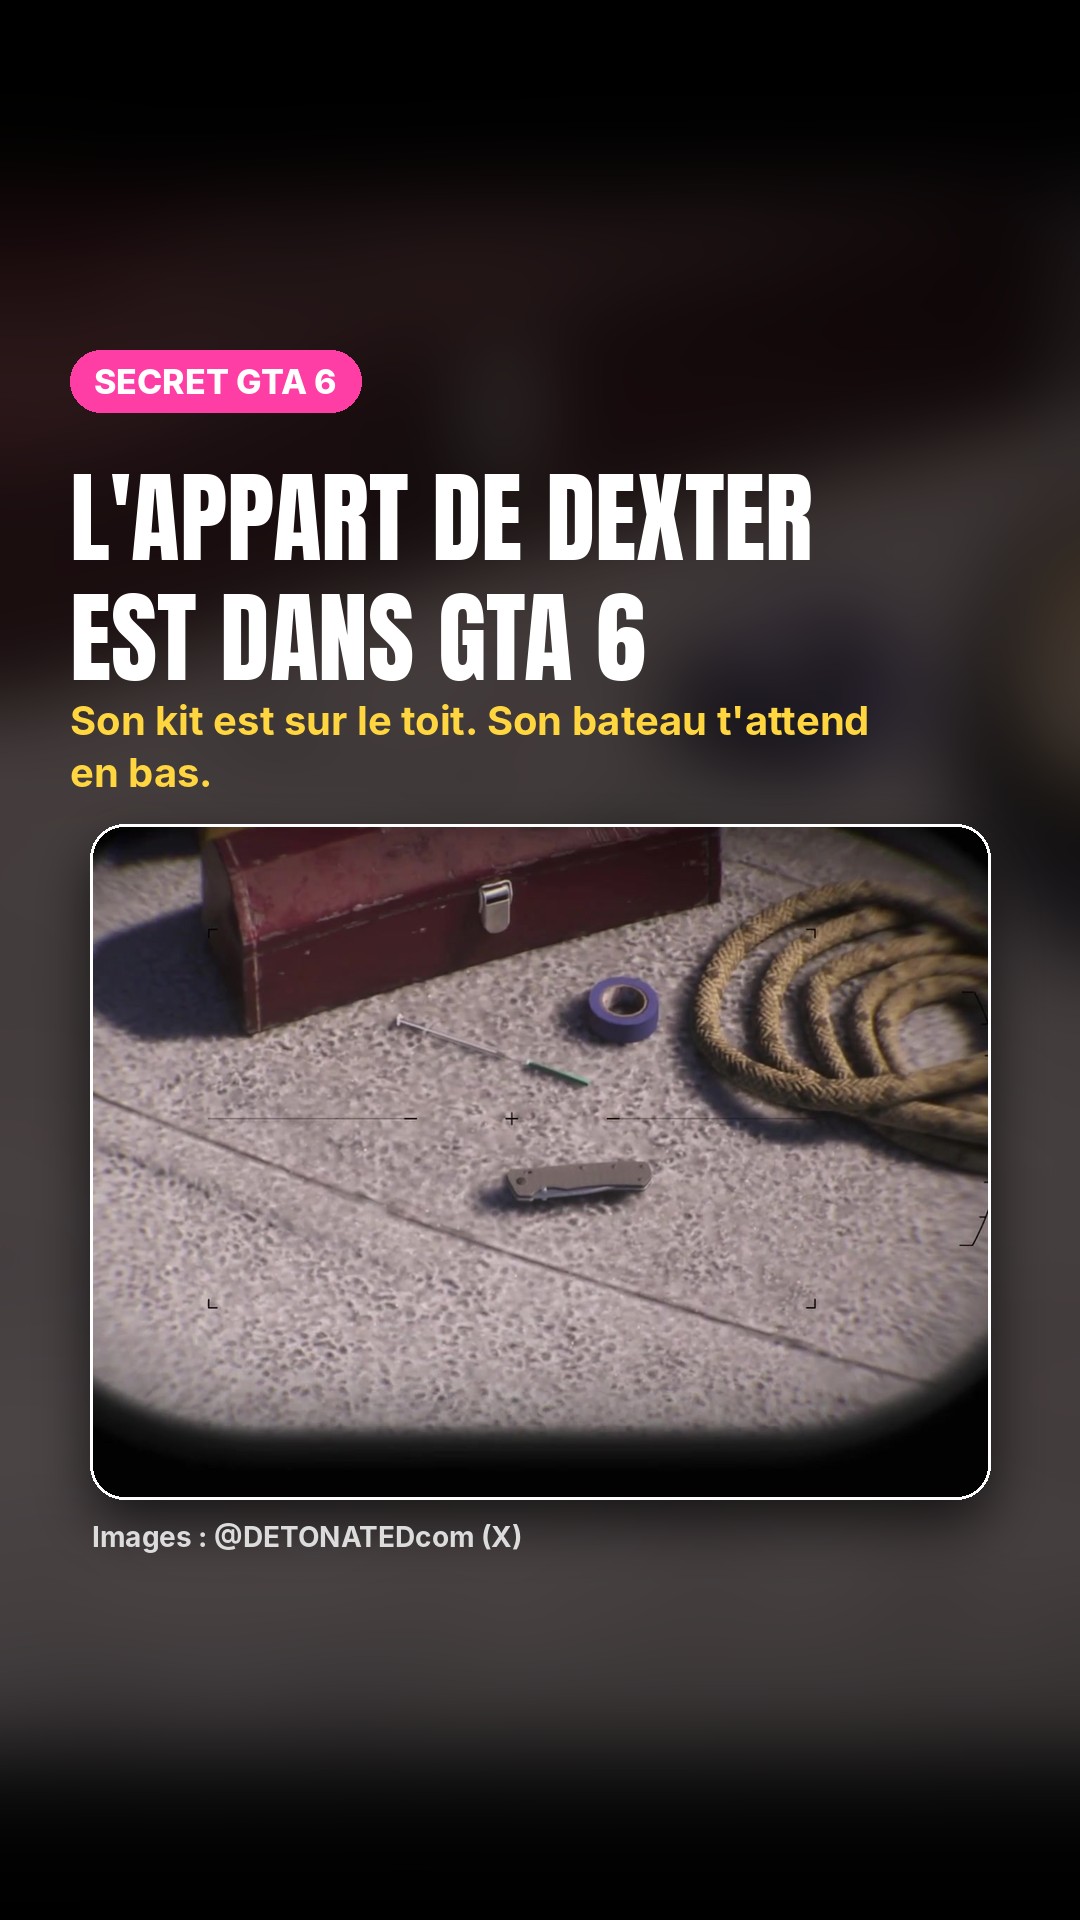 SECRET GTA 6
L'APPART DE DEXTER
EST DANS GTA 6
Son kit est sur le toit. Son bateau t'attend
en bas.
Images : @DETONATEDcom (X)